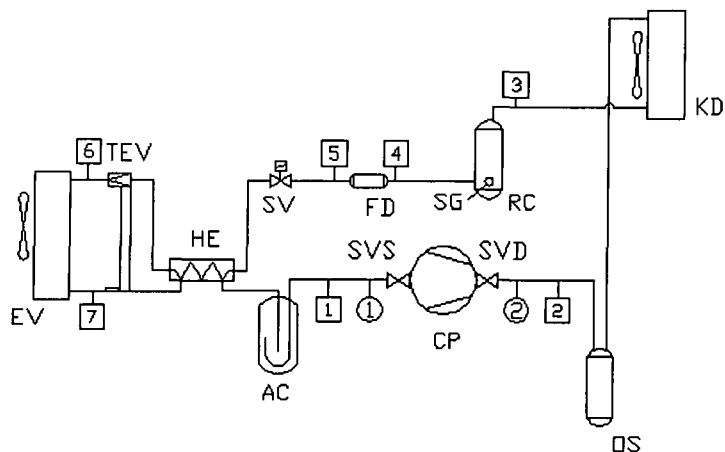 3
KD
6 TEV
5 4
SV FD SG RC
HE SVS SVD
EV 7
1 1 2 2
CP
AC
OS